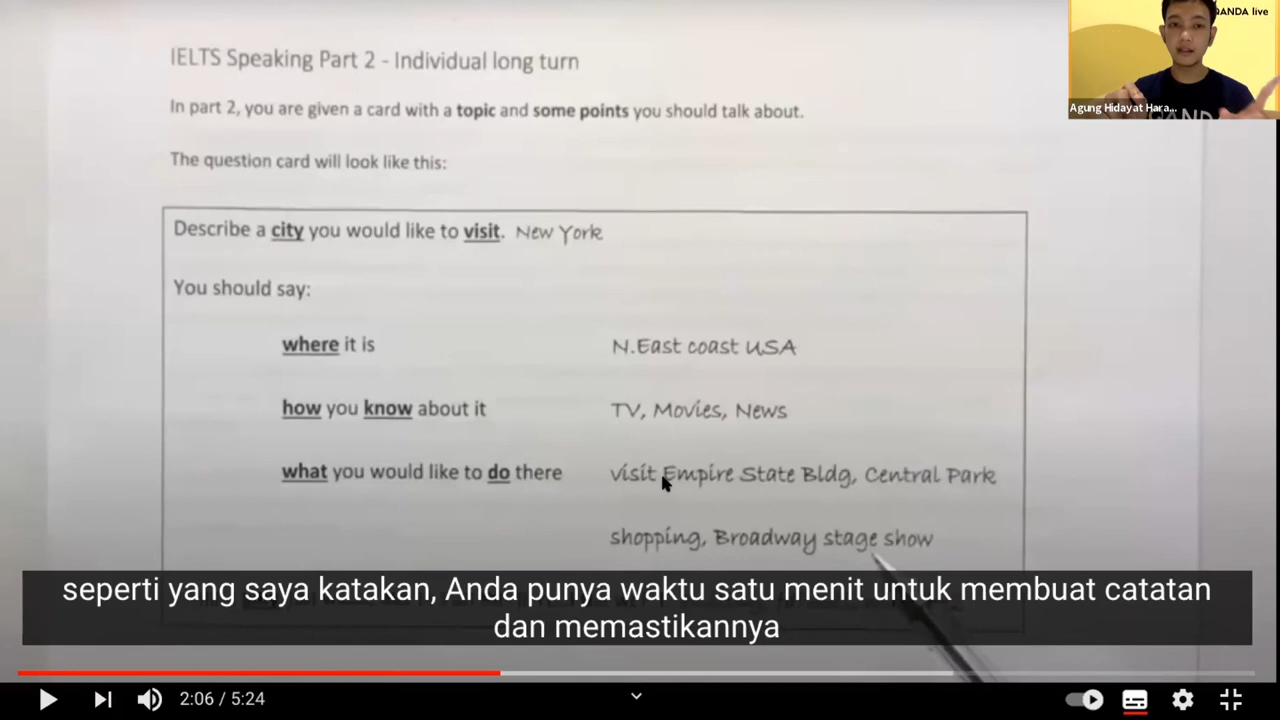 QANDA live
Agung Hidayat Hara...
IELTS Speaking Part 2 - Individual long turn
In part 2, you are given a card with a topic and some points you should talk about.
The question card will look like this:
Describe a city you would like to visit. New York
You should say:
where it is N.East coast USA
how you know about it TV, Movies, News
what you would like to do there visit Empire State Bldg, Central Park
shopping, Broadway stage show
seperti yang saya katakan, Anda punya waktu satu menit untuk membuat catatan
dan memastikannya
2:06 / 5:24